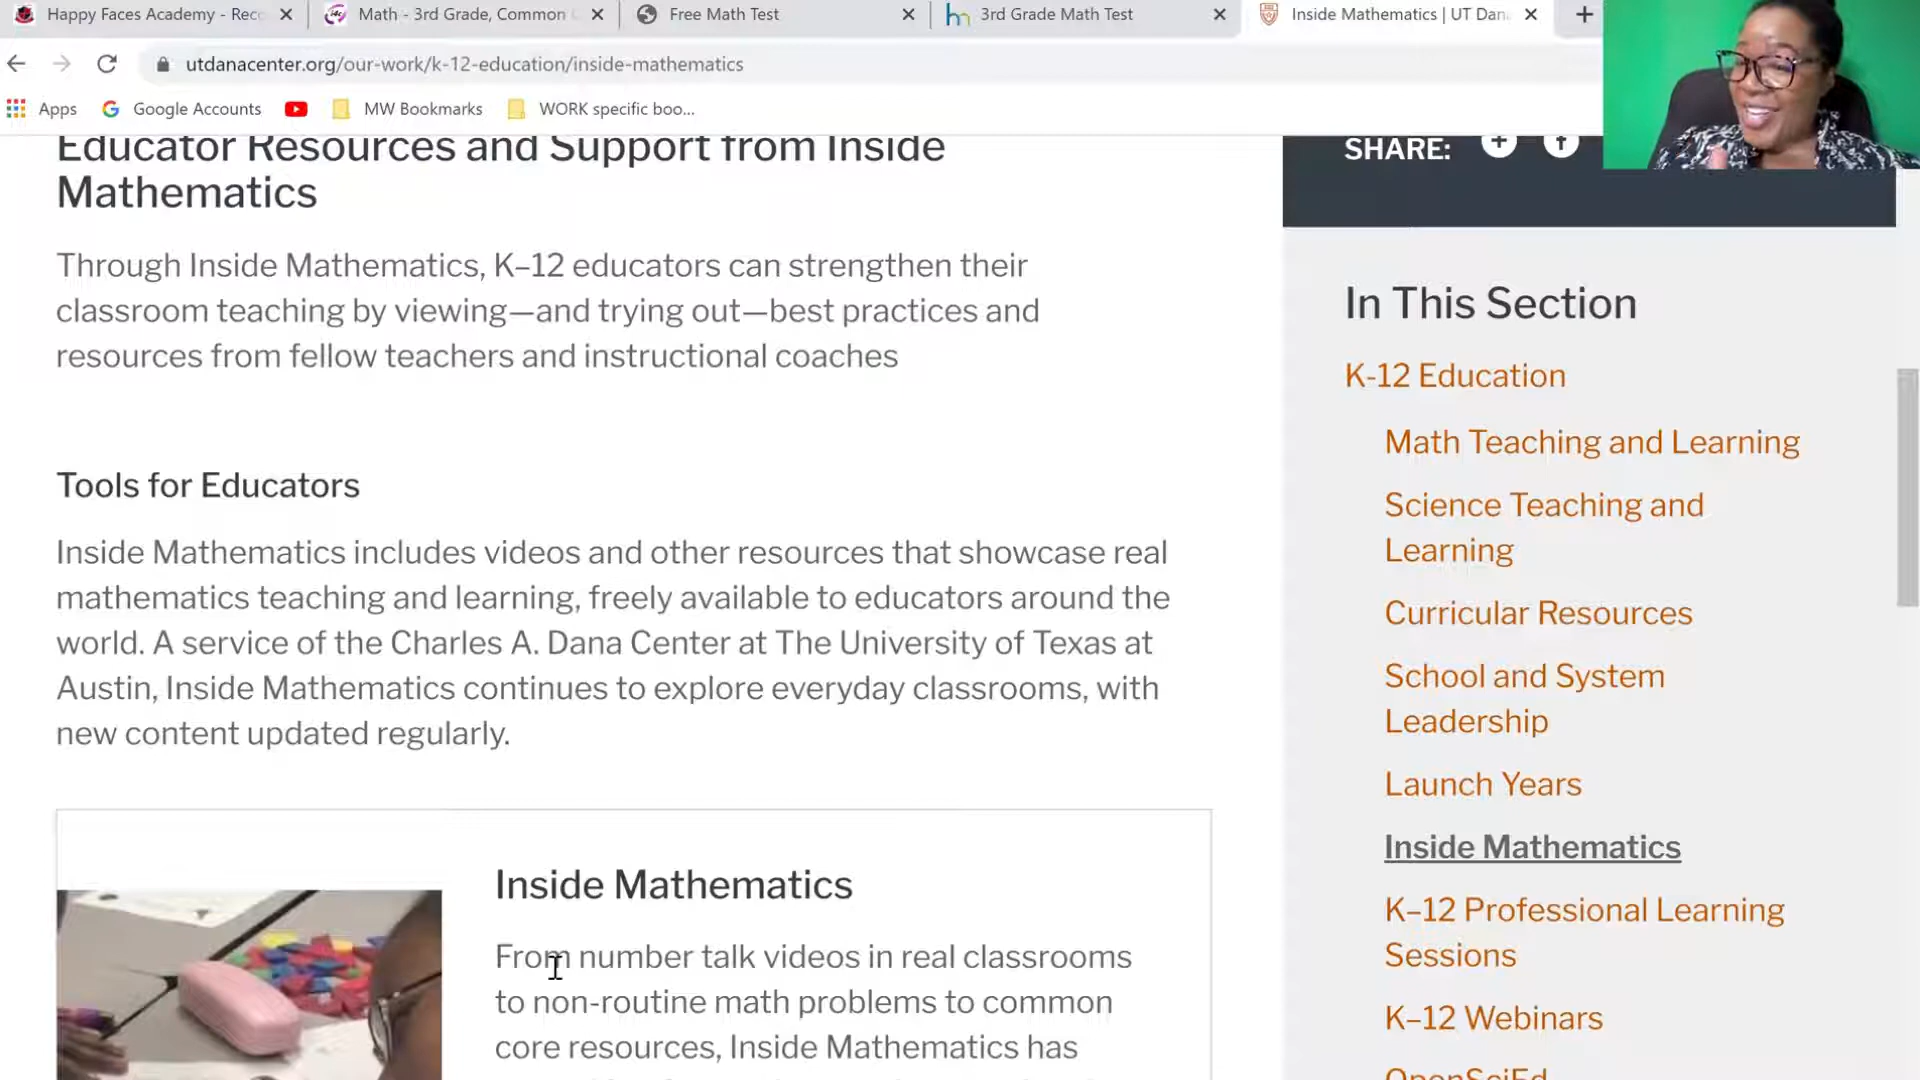 Happy Faces Academy - Reco
Math - 3rd Grade, Common C
Free Math Test
3rd Grade Math Test
Inside Mathematics | UT Dan
utdanacenter.org/our-work/k-12-education/inside-mathematics
Apps
Google Accounts
MW Bookmarks
WORK specific boo...
Educator Resources and Support from Inside
Mathematics
Through Inside Mathematics, K–12 educators can strengthen their
classroom teaching by viewing—and trying out—best practices and
resources from fellow teachers and instructional coaches
Tools for Educators
Inside Mathematics includes videos and other resources that showcase real
mathematics teaching and learning, freely available to educators around the
world. A service of the Charles A. Dana Center at The University of Texas at
Austin, Inside Mathematics continues to explore everyday classrooms, with
new content updated regularly.
Inside Mathematics
From number talk videos in real classrooms
to non-routine math problems to common
core resources, Inside Mathematics has
SHARE:
In This Section
K-12 Education
Math Teaching and Learning
Science Teaching and
Learning
Curricular Resources
School and System
Leadership
Launch Years
Inside Mathematics
K–12 Professional Learning
Sessions
K–12 Webinars
OpenSciEd